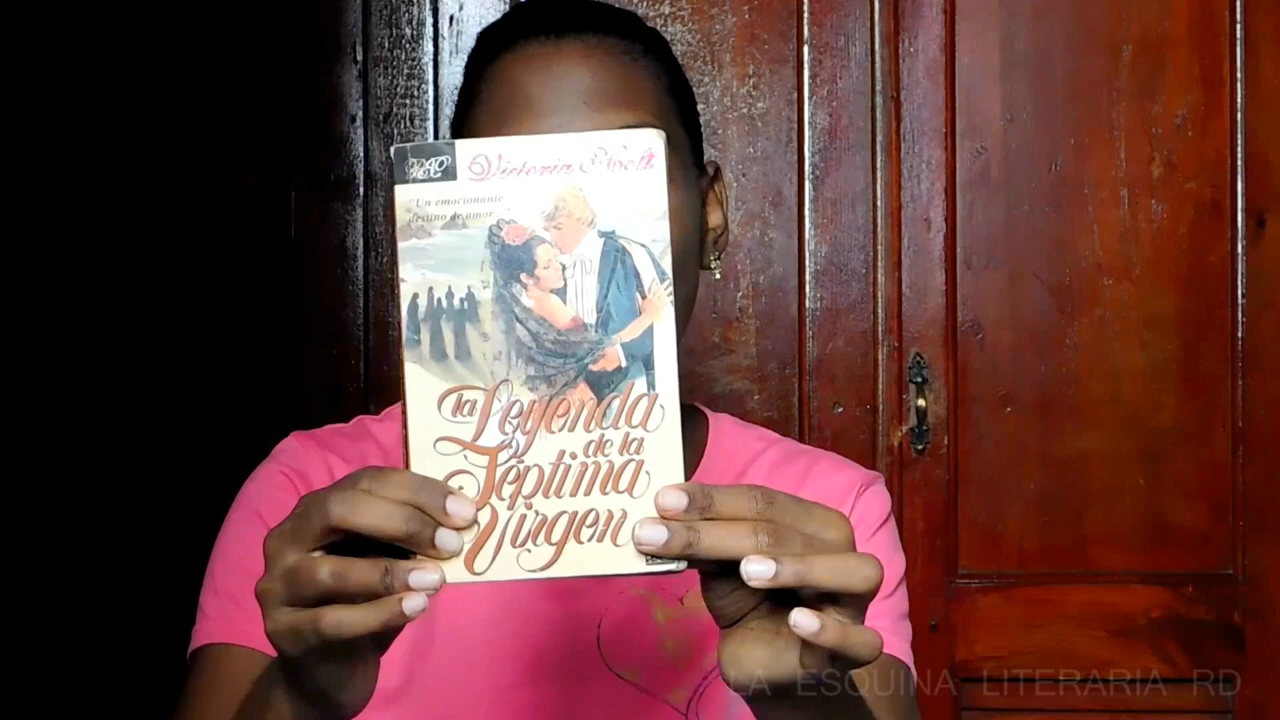 Victoria Holt
"Un emocionante
destino de amor..."
la Leyenda
de la
Séptima
Virgen
LA ESQUINA LITERARIA RD